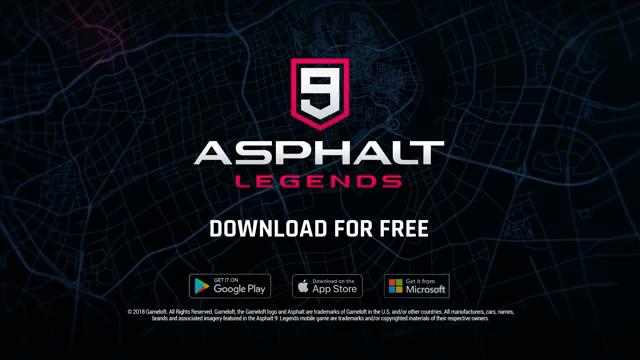 9
ASPHALT
LEGENDS
DOWNLOAD FOR FREE
GET IT ON
Google Play
Download on the
App Store
Get it from
Microsoft
© 2018 Gameloft. All Rights Reserved. Gameloft, the Gameloft logo and Asphalt are trademarks of Gameloft in the U.S. and/or other countries. All manufacturers, cars, names,
brands and associated imagery featured in the Asphalt 9: Legends mobile game are trademarks and/or copyrighted materials of their respective owners.